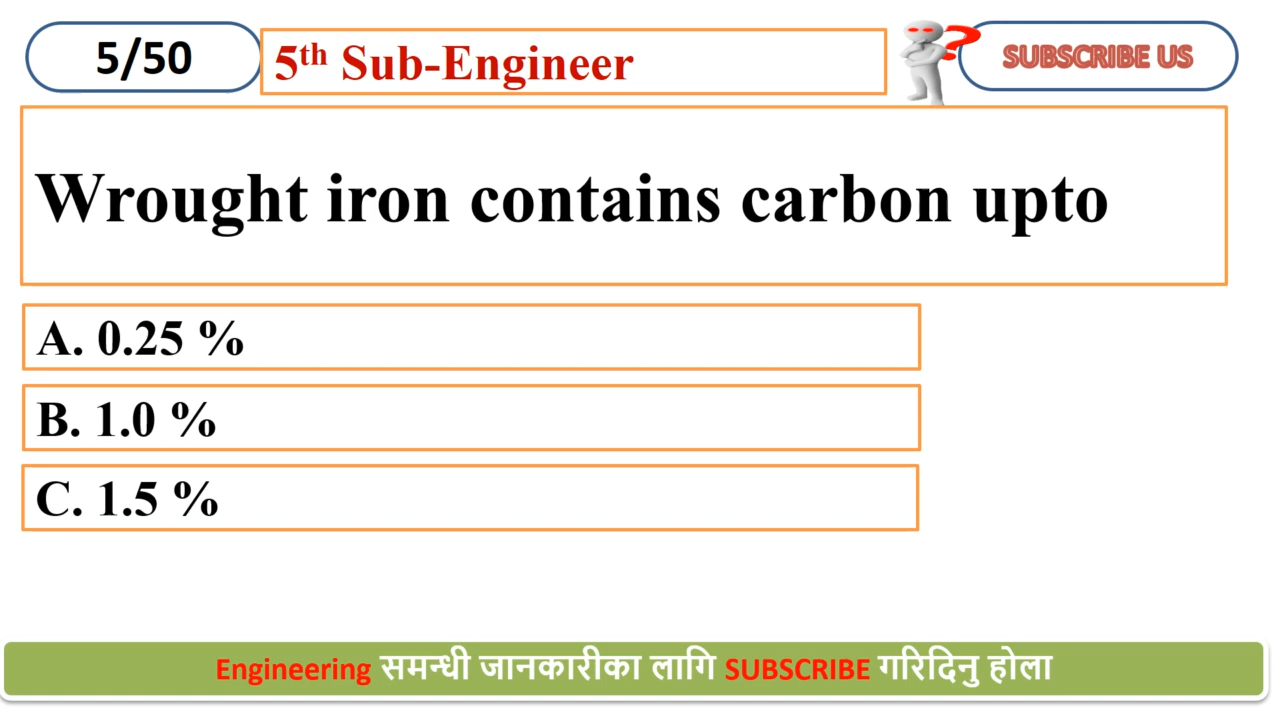 5/50
5th Sub-Engineer
SUBSCRIBE US
Wrought iron contains carbon upto
A. 0.25 %
B. 1.0 %
C. 1.5 %
Engineering समन्धी जानकारीका लागि SUBSCRIBE गरिदिनु होला